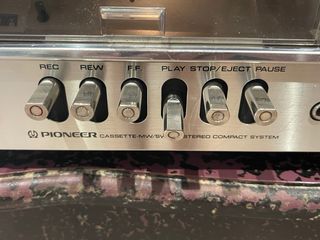 REC REW F.F. PLAY STOP/EJECT PAUSE
PIONEER CASSETTE-MW/SW STEREO COMPACT SYSTEM